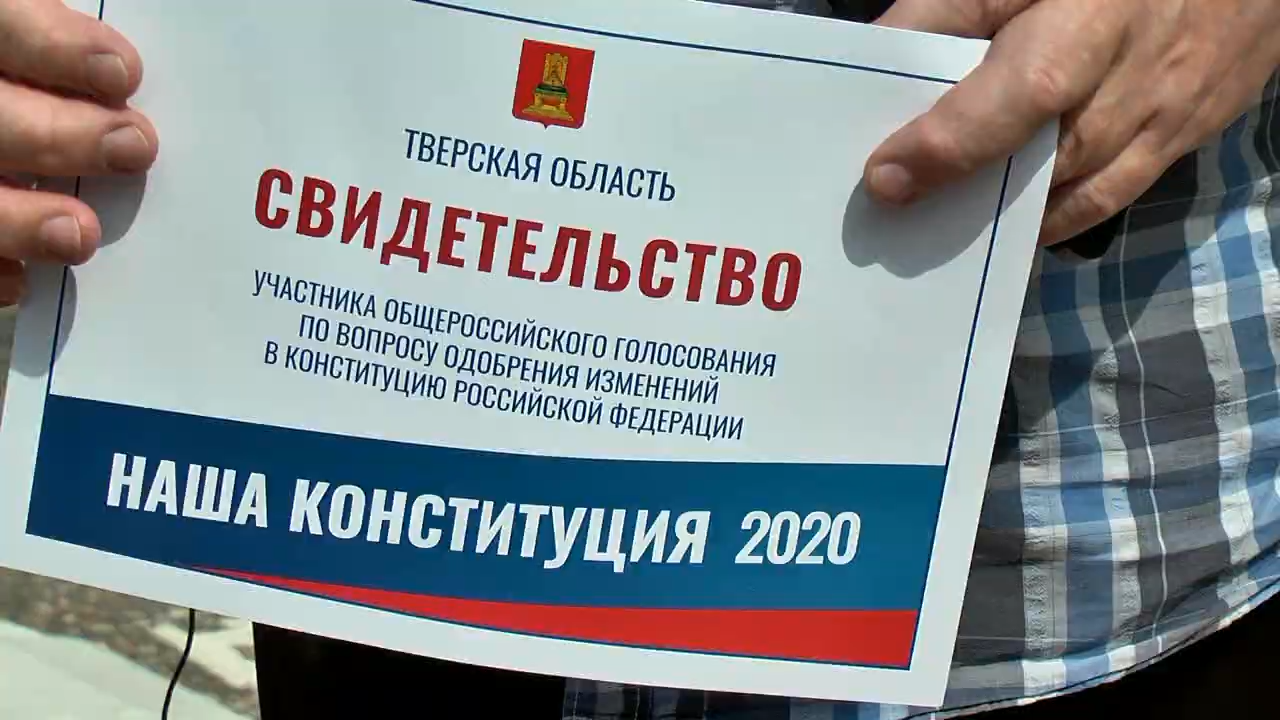 ТВЕРСКАЯ ОБЛАСТЬ
СВИДЕТЕЛЬСТВО
УЧАСТНИКА ОБЩЕРОССИЙСКОГО ГОЛОСОВАНИЯ
ПО ВОПРОСУ ОДОБРЕНИЯ ИЗМЕНЕНИЙ
В КОНСТИТУЦИЮ РОССИЙСКОЙ ФЕДЕРАЦИИ
НАША КОНСТИТУЦИЯ 2020